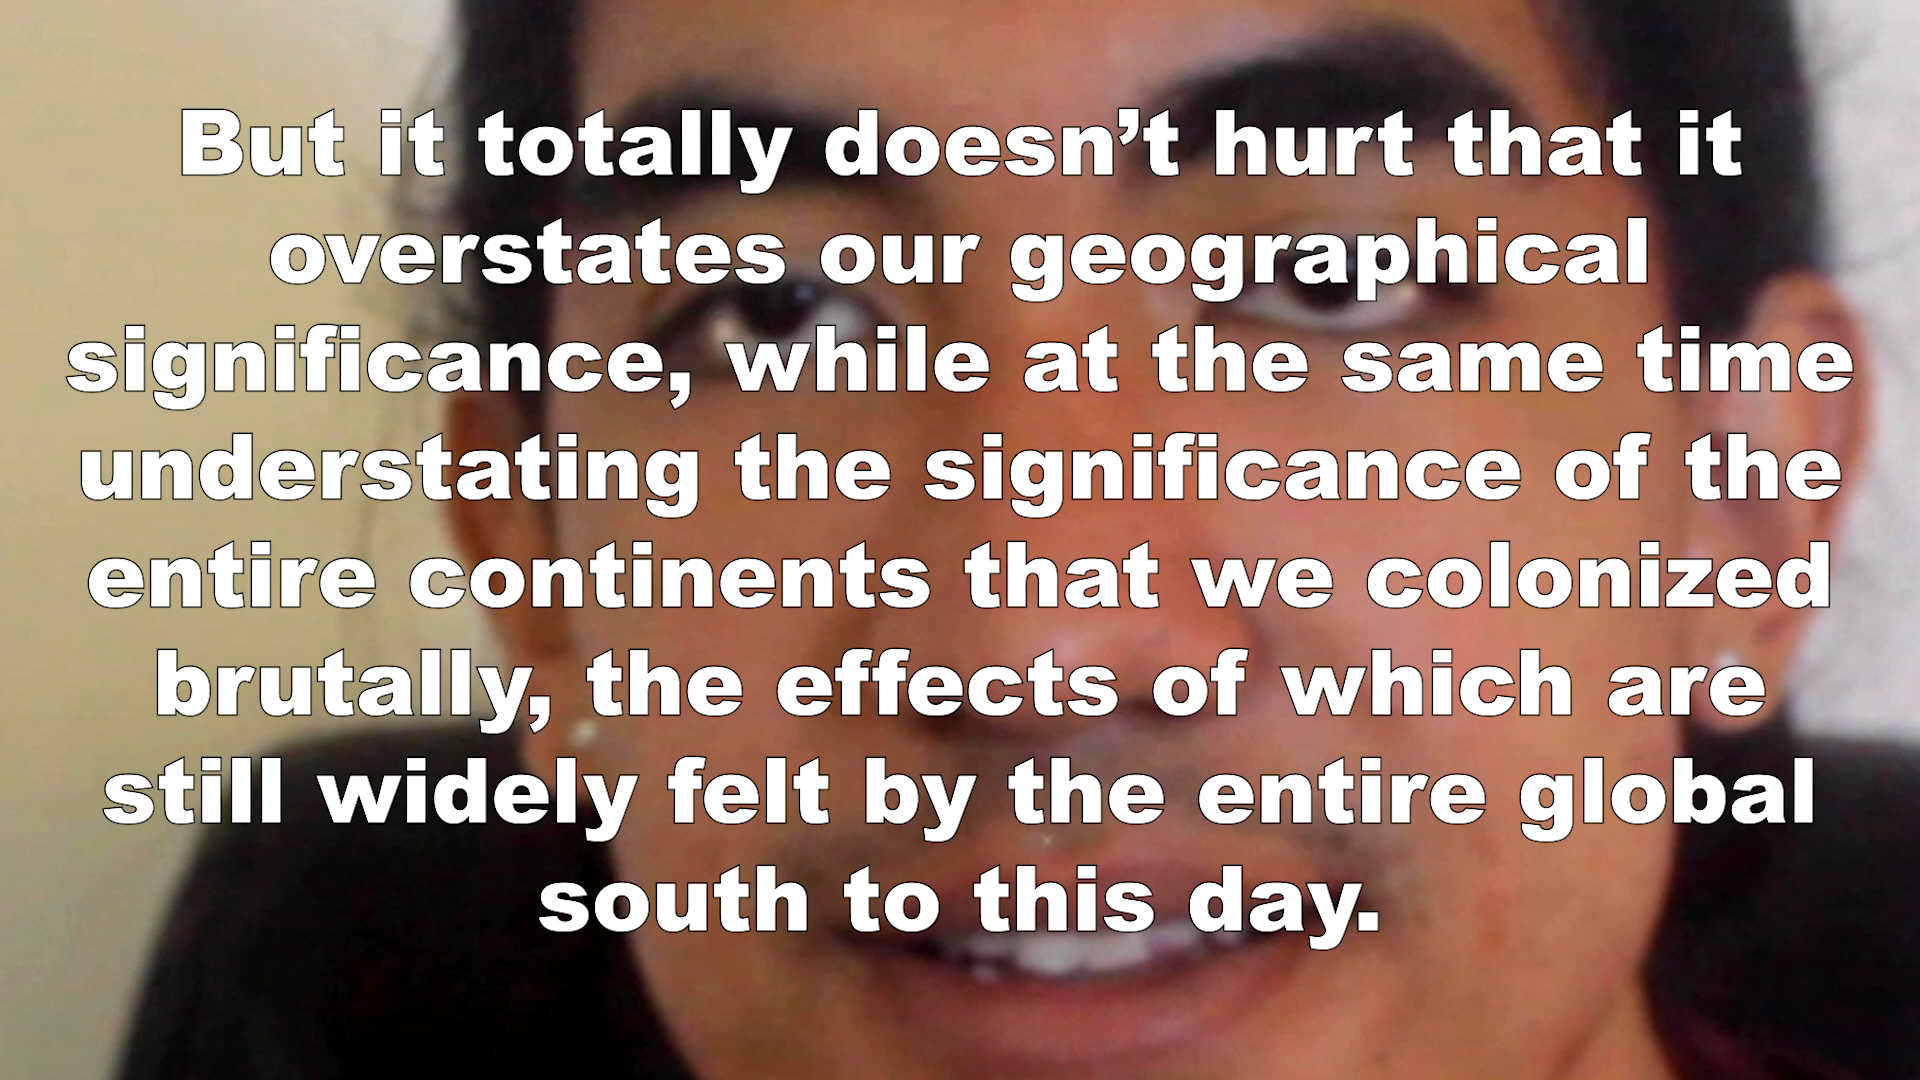 But it totally doesn’t hurt that it
overstates our geographical
significance, while at the same time
understating the significance of the
entire continents that we colonized
brutally, the effects of which are
still widely felt by the entire global
south to this day.